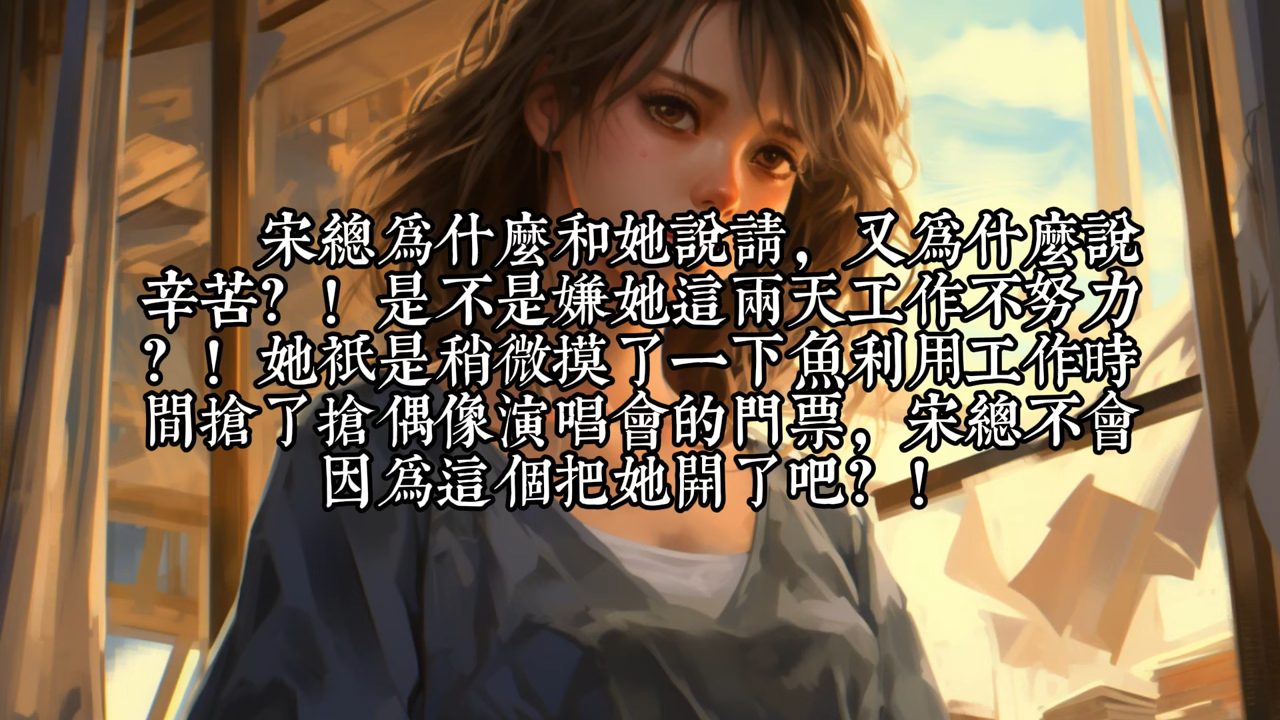 宋總爲什麼和她說請，又爲什麼說
辛苦？！是不是嫌她這兩天工作不努力
？！她衹是稍微摸了一下魚利用工作時
間搶了搶偶像演唱會的門票，宋總不會
因爲這個把她開了吧？！